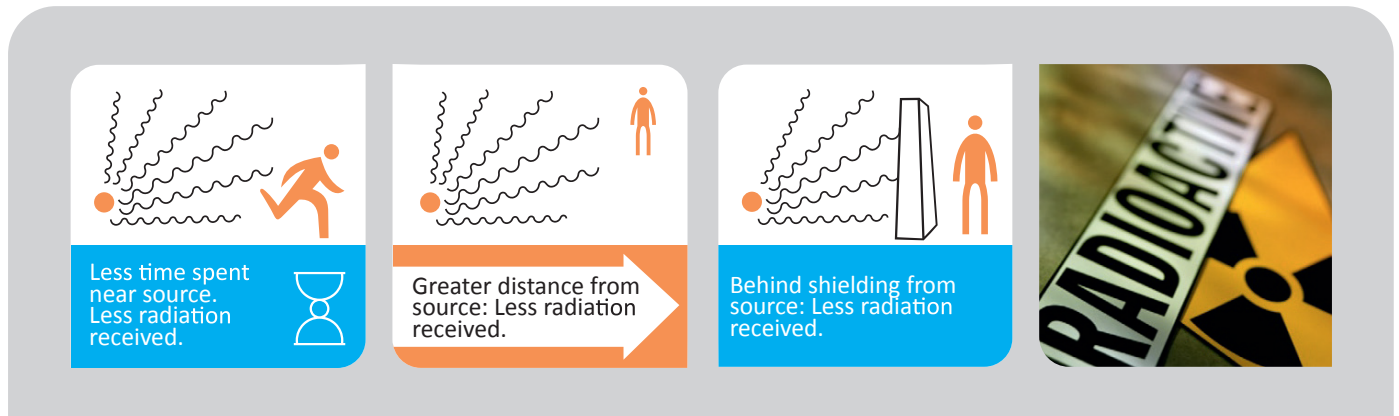 Less time spent
near source.
Less radiation
received.
Greater distance from
source: Less radiation
received.
Behind shielding from
source: Less radiation
received.
RADIOACTIVE